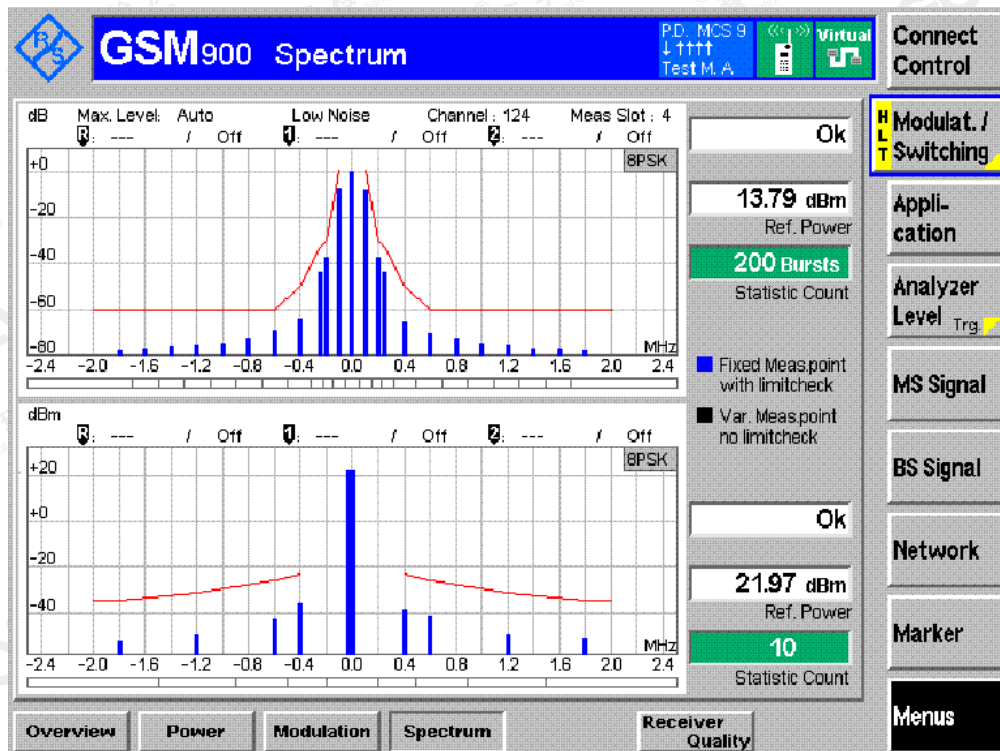 R&S
GSM900 Spectrum
P.D. MCS 9
↓ ↑↑↑↑
Test M. A
Virtual
Connect
Control
dB Max. Level: Auto Low Noise Channel : 124 Meas Slot : 4
R: --- / Off 1: --- / Off 2: --- / Off
8PSK
+0
-20
-40
-60
-80
MHz
-2.4 -2.0 -1.6 -1.2 -0.8 -0.4 0.0 0.4 0.8 1.2 1.6 2.0 2.4
Ok
13.79 dBm
Ref. Power
200 Bursts
Statistic Count
Fixed Meas.point
with limitcheck
Var. Meas.point
no limitcheck
dBm
R: --- / Off 1: --- / Off 2: --- / Off
8PSK
+20
+0
-20
-40
MHz
-2.4 -2.0 -1.6 -1.2 -0.8 -0.4 0.0 0.4 0.8 1.2 1.6 2.0 2.4
Ok
21.97 dBm
Ref. Power
10
Statistic Count
HLT
Modulat. /
Switching
Appli-
cation
Analyzer
Level Trg.
MS Signal
BS Signal
Network
Marker
Menus
Overview
Power
Modulation
Spectrum
Receiver
Quality